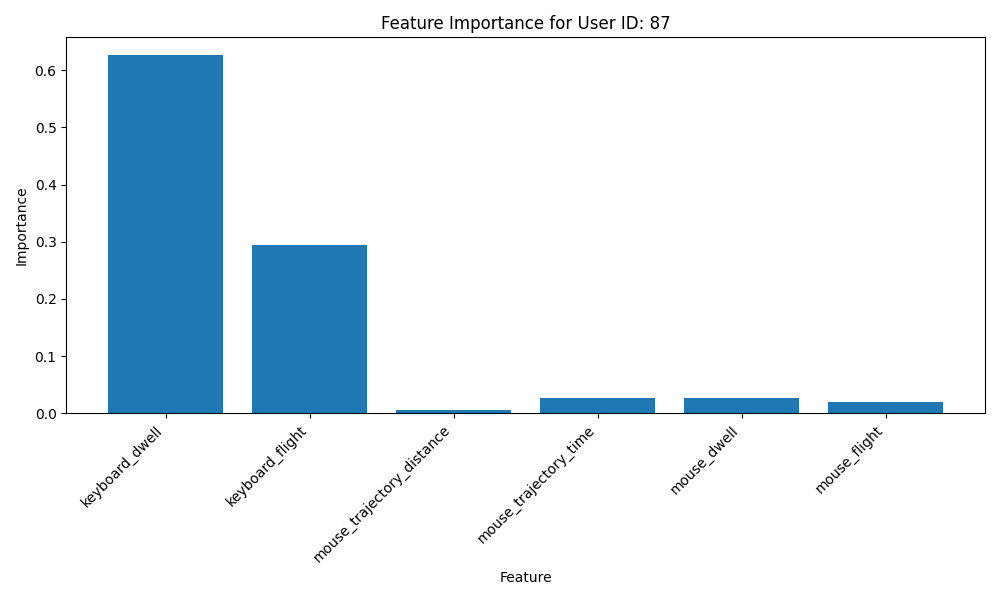 Feature Importance for User ID: 87
Importance
0.6
0.5
0.4
0.3
0.2
0.1
0.0
keyboard_dwell
keyboard_flight
mouse_trajectory_distance
mouse_trajectory_time
mouse_dwell
mouse_flight
Feature